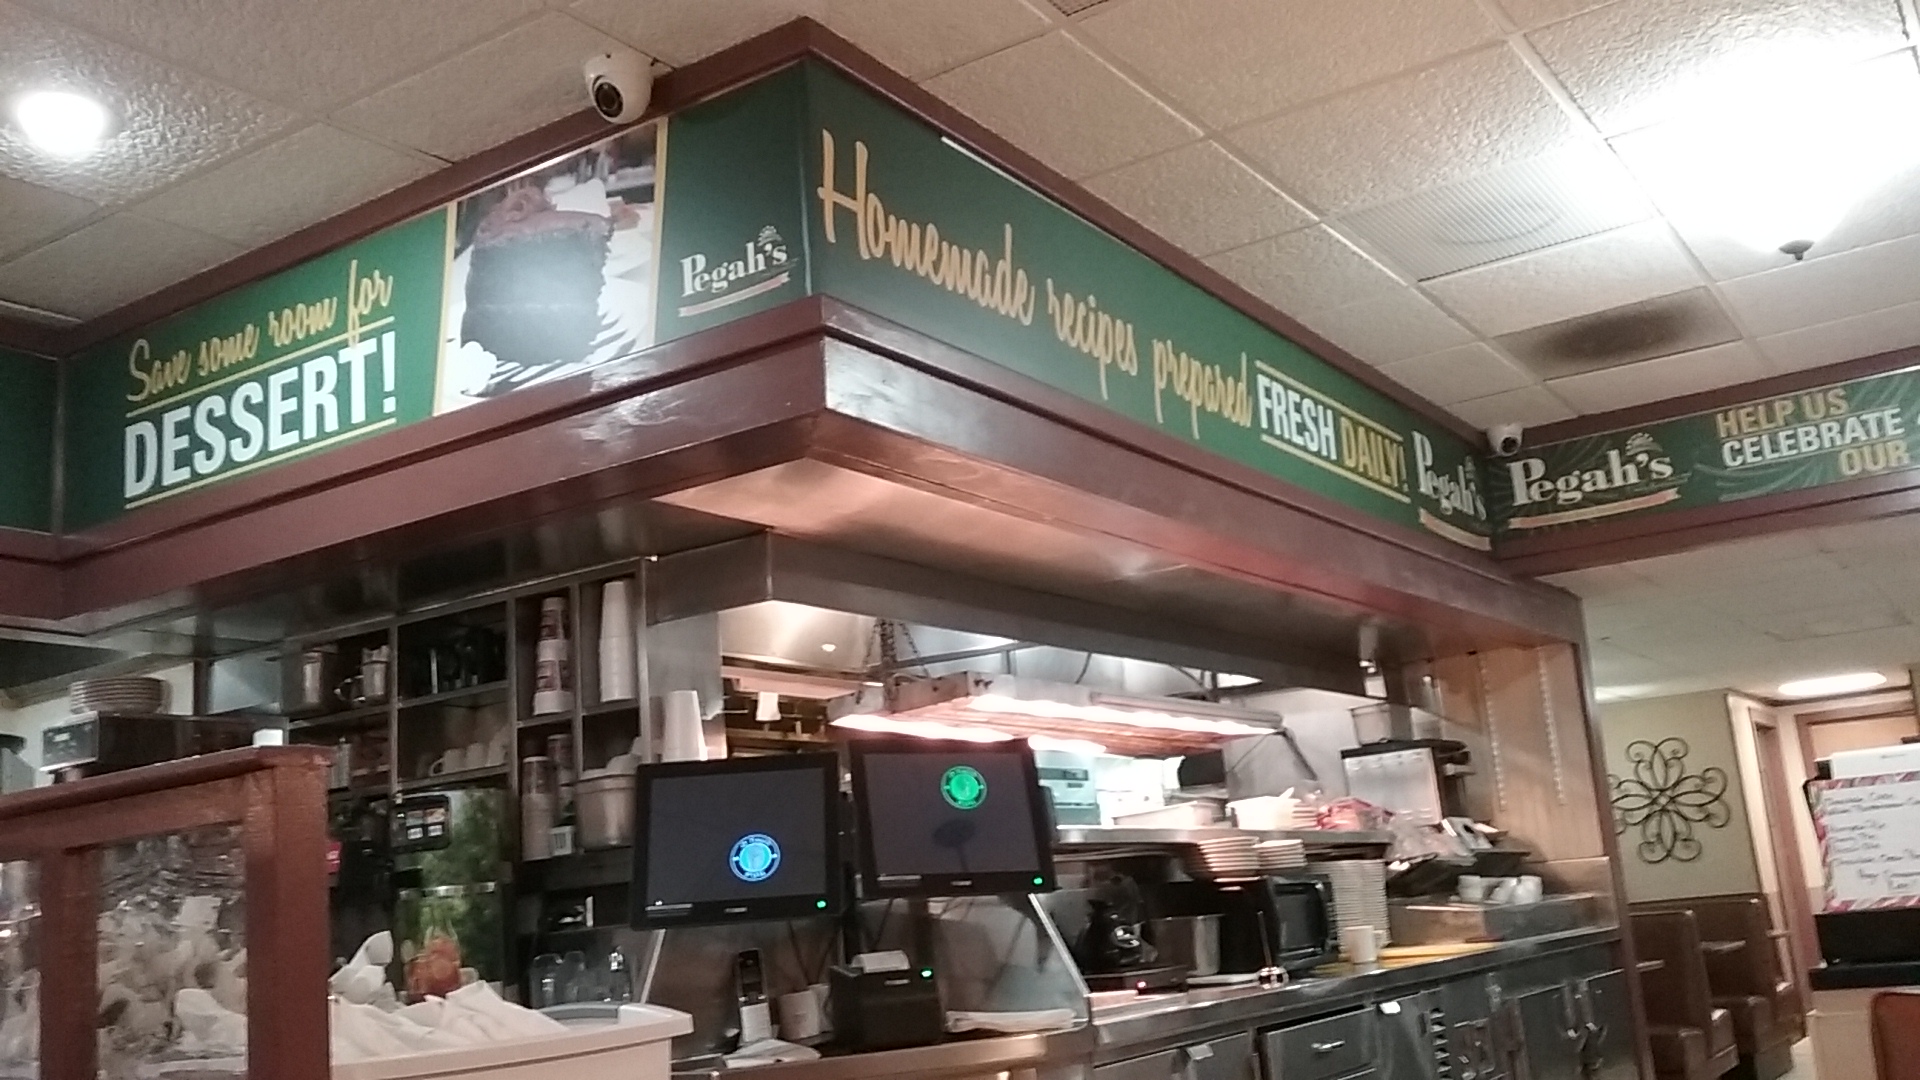 Save some room for
DESSERT!
Pegah's
Homemade recipes prepared FRESH DAILY!
Pegah's
Pegah's
HELP US
CELEBRATE
OUR